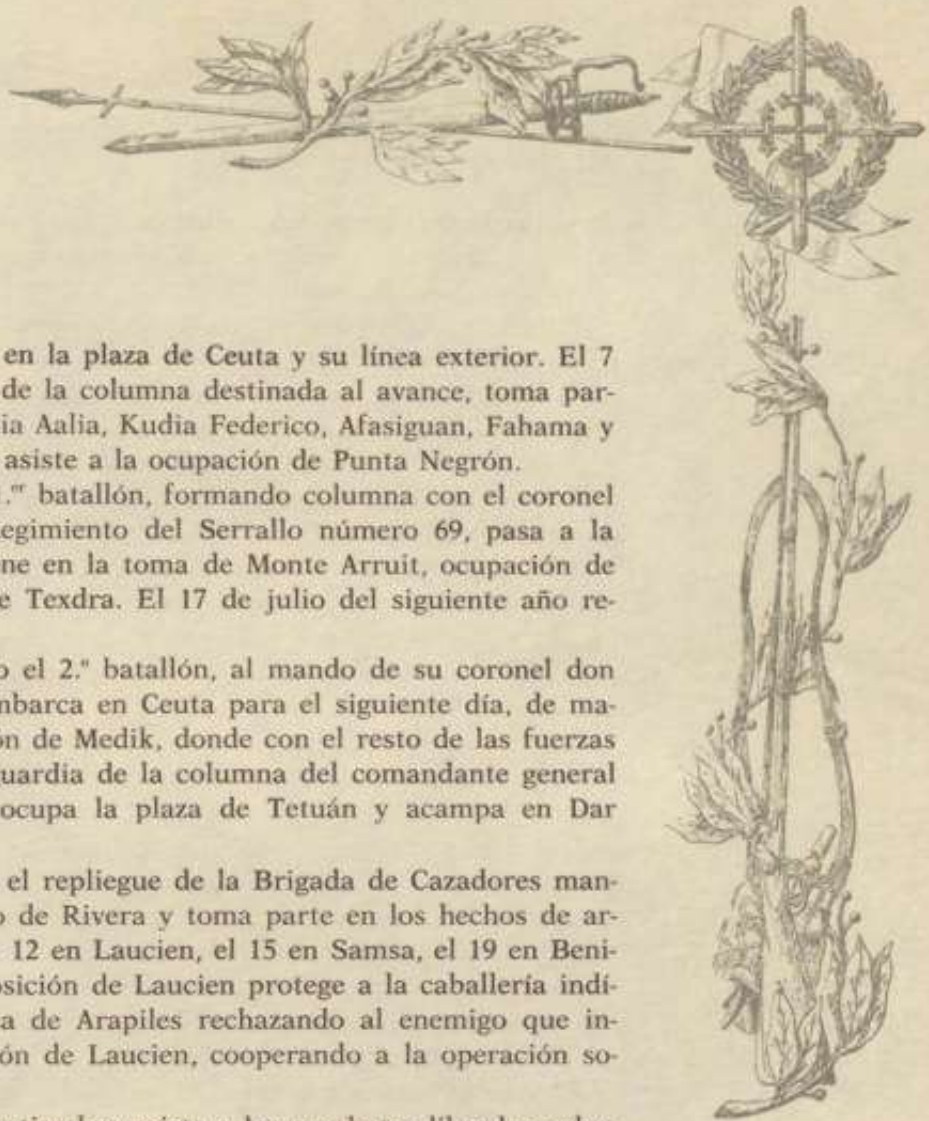 en la plaza de Ceuta y su línea exterior. El 7
de la columna destinada al avance, toma par-
ia Aalia, Kudia Federico, Afasiguan, Fahama y
asiste a la ocupación de Punta Negrón.
1.er batallón, formando columna con el coronel
egimiento del Serrallo número 69, pasa a la
ne en la toma de Monte Arruit, ocupación de
e Texdra. El 17 de julio del siguiente año re-
o el 2.º batallón, al mando de su coronel don
mbarca en Ceuta para el siguiente día, de ma-
ón de Medik, donde con el resto de las fuerzas
guardia de la columna del comandante general
ocupa la plaza de Tetuán y acampa en Dar
el repliegue de la Brigada de Cazadores man-
o de Rivera y toma parte en los hechos de ar-
12 en Laucien, el 15 en Samsa, el 19 en Beni-
osición de Laucien protege a la caballería indí-
a de Arapiles rechazando al enemigo que in-
ón de Laucien, cooperando a la operación so-